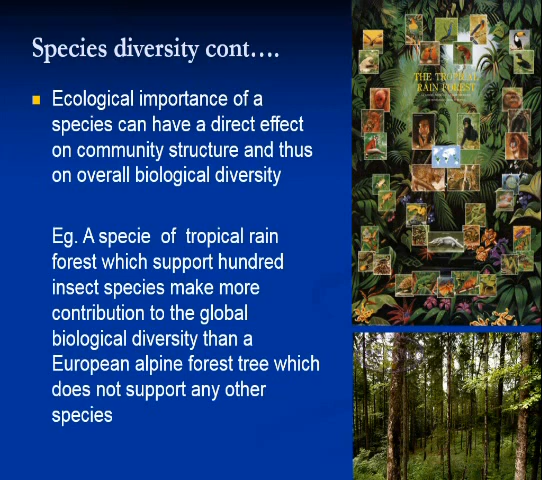 Species diversity cont....
Ecological importance of a
species can have a direct effect
on community structure and thus
on overall biological diversity
Eg. A specie of tropical rain
forest which support hundred
insect species make more
contribution to the global
biological diversity than a
European alpine forest tree which
does not support any other
species
THE TROPICAL
RAIN FOREST